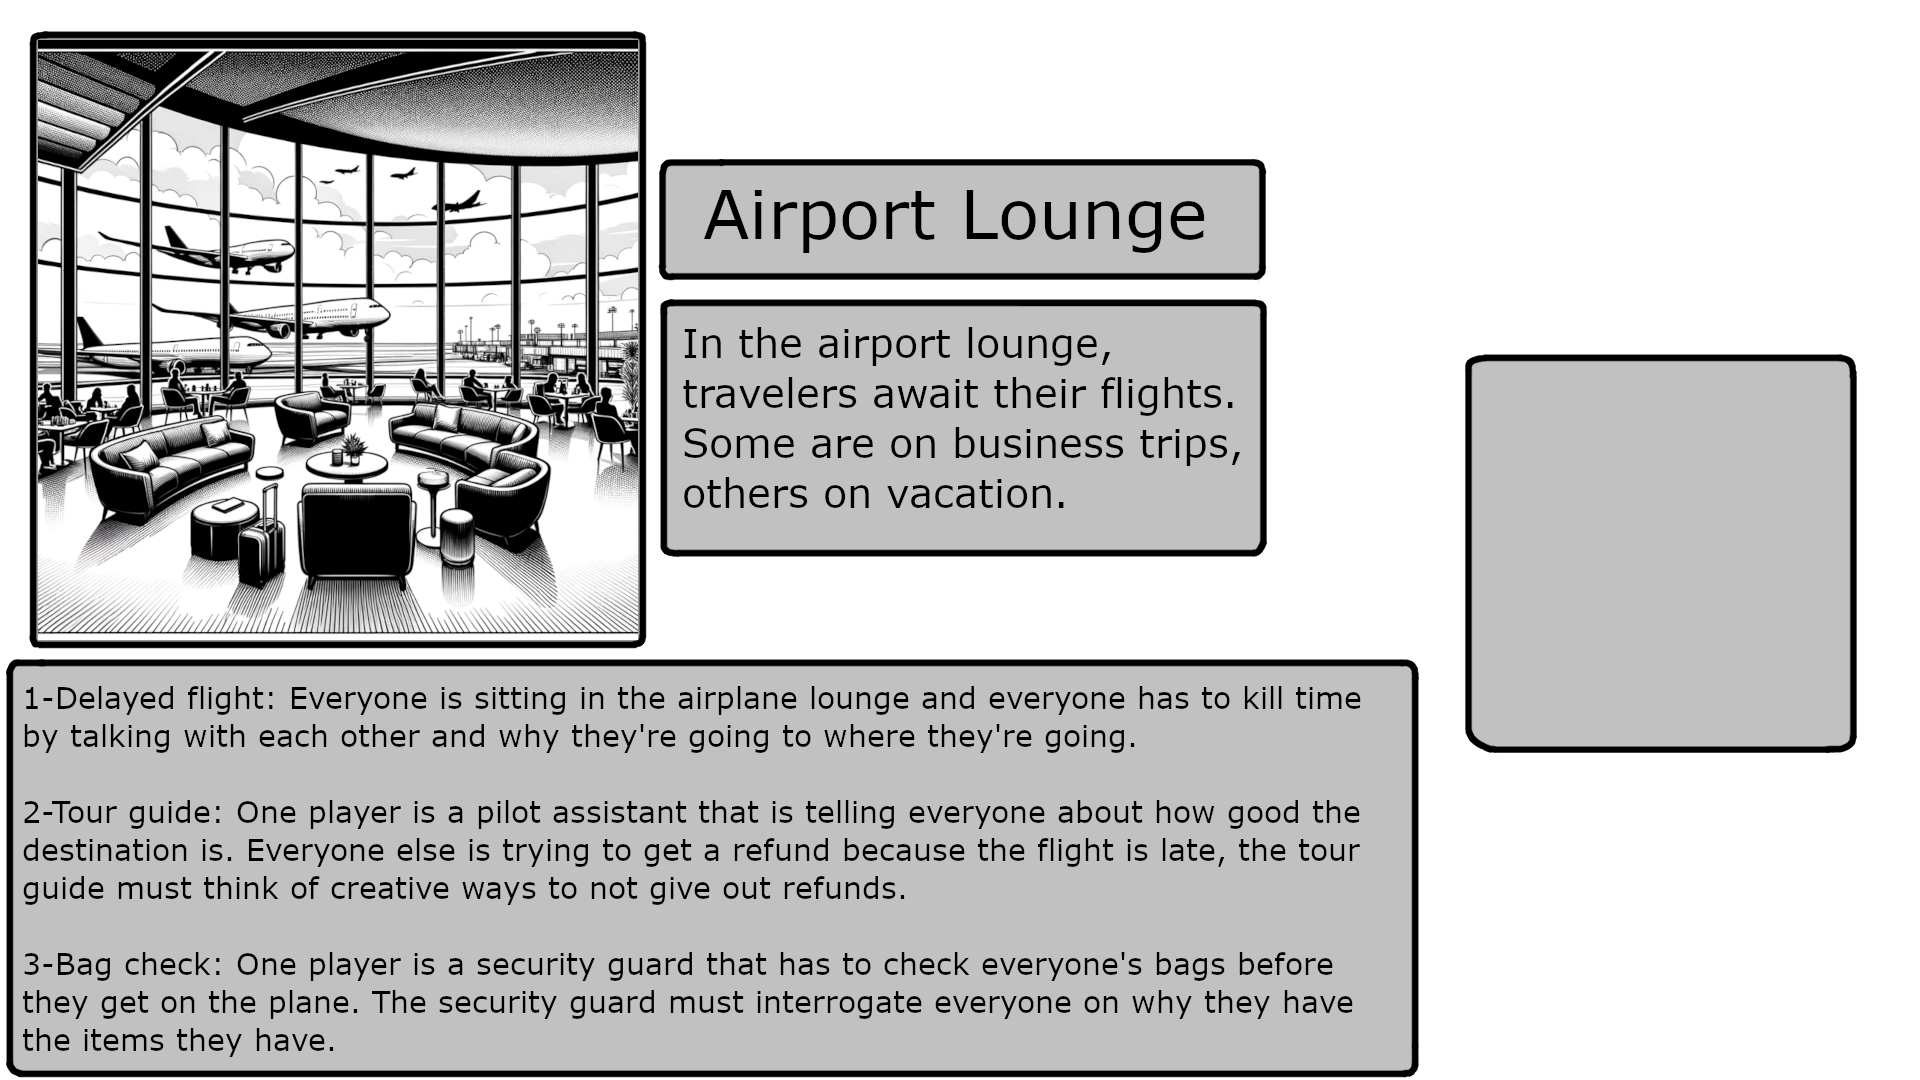 Airport Lounge
In the airport lounge,
travelers await their flights.
Some are on business trips,
others on vacation.
1-Delayed flight: Everyone is sitting in the airplane lounge and everyone has to kill time
by talking with each other and why they're going to where they're going.
2-Tour guide: One player is a pilot assistant that is telling everyone about how good the
destination is. Everyone else is trying to get a refund because the flight is late, the tour
guide must think of creative ways to not give out refunds.
3-Bag check: One player is a security guard that has to check everyone's bags before
they get on the plane. The security guard must interrogate everyone on why they have
the items they have.